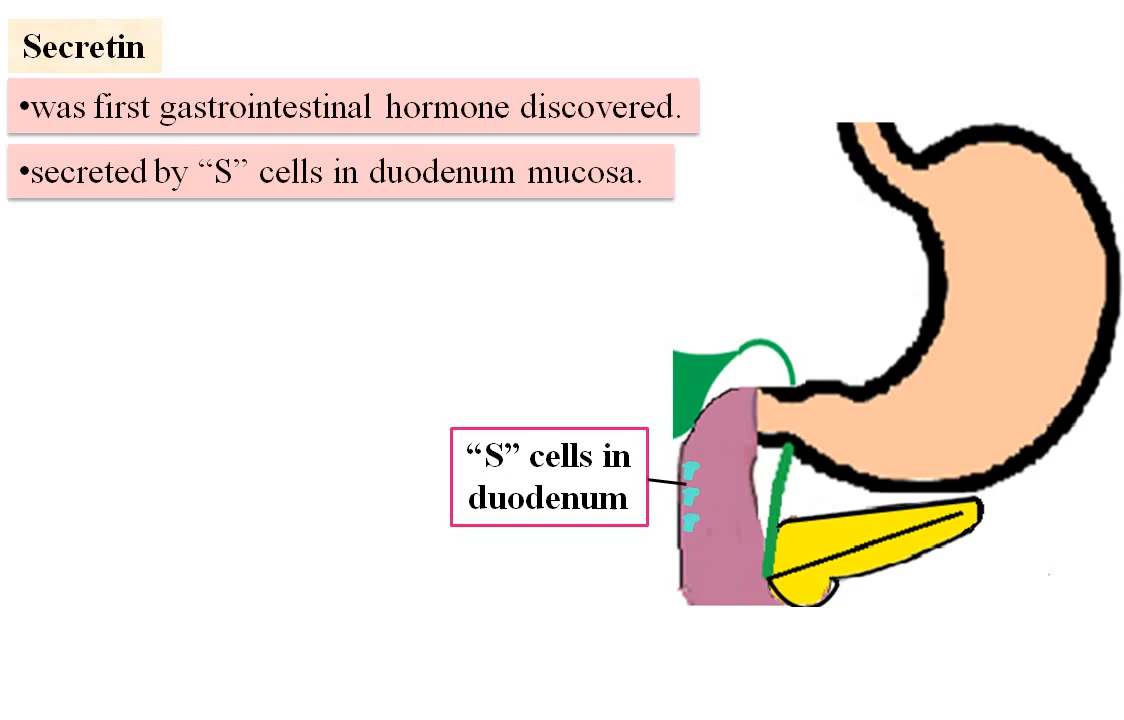 Secretin
•was first gastrointestinal hormone discovered.
•secreted by “S” cells in duodenum mucosa.
“S” cells in
duodenum